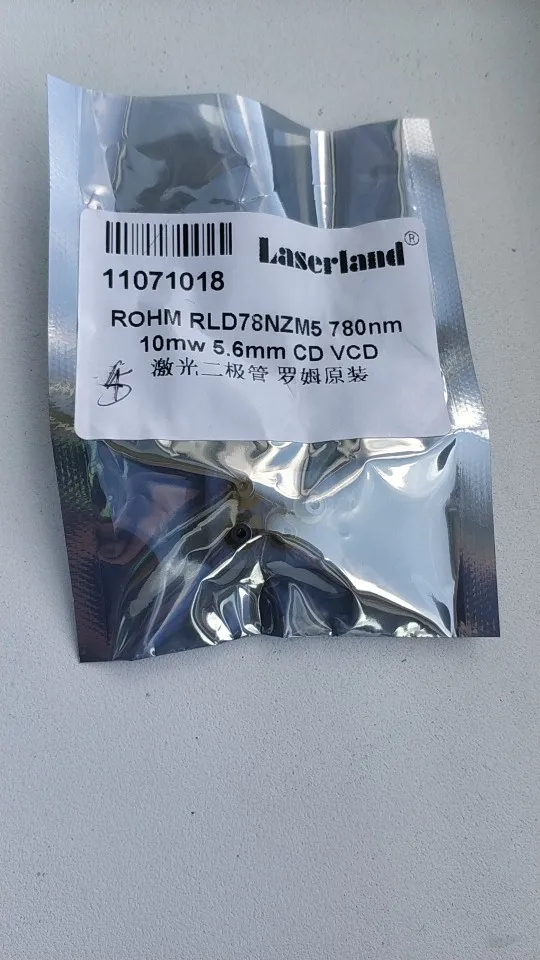 Laserland®
11071018
ROHM RLD78NZM5 780nm
10mw 5.6mm CD VCD
激光二极管 罗姆原装